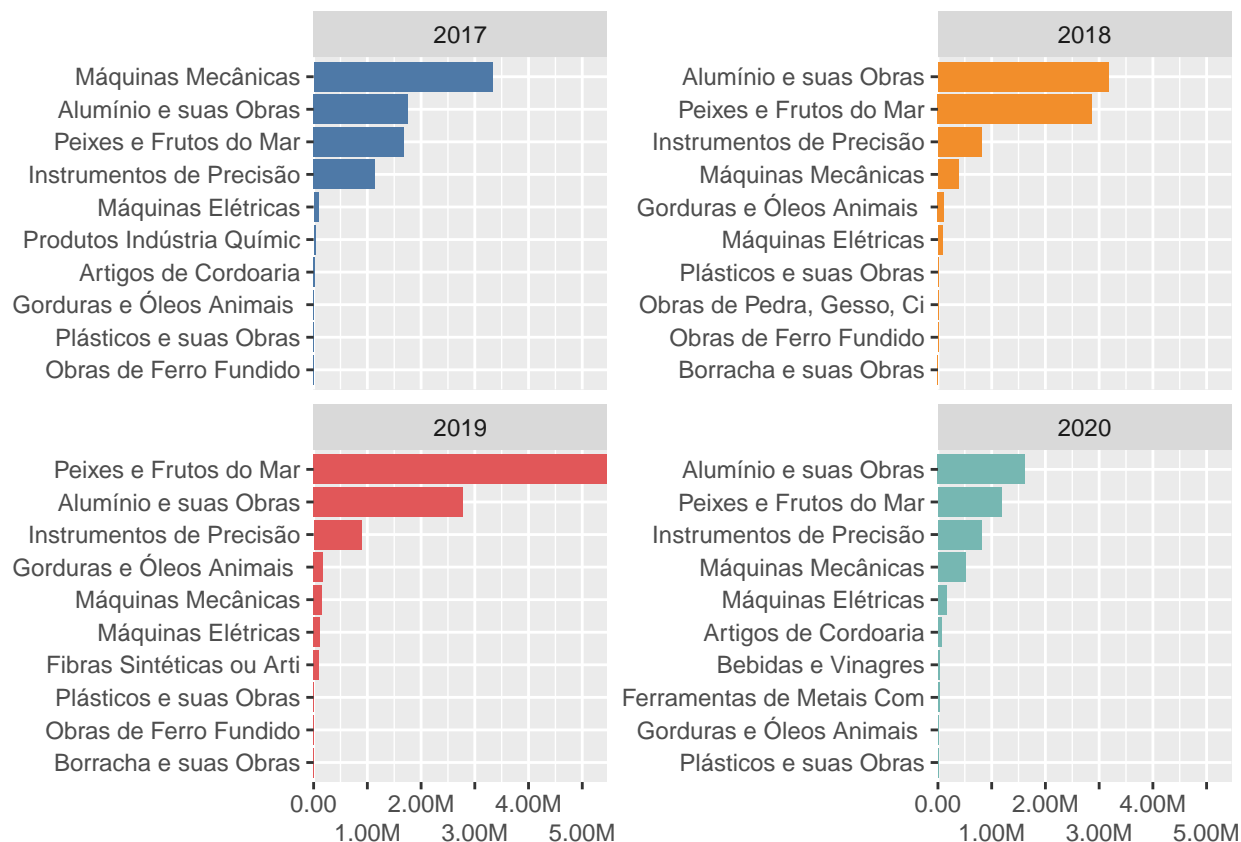 2017
Máquinas Mecânicas
Alumínio e suas Obras
Peixes e Frutos do Mar
Instrumentos de Precisão
Máquinas Elétricas
Produtos Indústria Químic
Artigos de Cordoaria
Gorduras e Óleos Animais
Plásticos e suas Obras
Obras de Ferro Fundido
2018
Alumínio e suas Obras
Peixes e Frutos do Mar
Instrumentos de Precisão
Máquinas Mecânicas
Gorduras e Óleos Animais
Máquinas Elétricas
Plásticos e suas Obras
Obras de Pedra, Gesso, Ci
Obras de Ferro Fundido
Borracha e suas Obras
2019
Peixes e Frutos do Mar
Alumínio e suas Obras
Instrumentos de Precisão
Gorduras e Óleos Animais
Máquinas Mecânicas
Máquinas Elétricas
Fibras Sintéticas ou Arti
Plásticos e suas Obras
Obras de Ferro Fundido
Borracha e suas Obras
0.00 2.00M 4.00M
1.00M 3.00M 5.00M
2020
Alumínio e suas Obras
Peixes e Frutos do Mar
Instrumentos de Precisão
Máquinas Mecânicas
Máquinas Elétricas
Artigos de Cordoaria
Bebidas e Vinagres
Ferramentas de Metais Com
Gorduras e Óleos Animais
Plásticos e suas Obras
0.00 2.00M 4.00M
1.00M 3.00M 5.00M